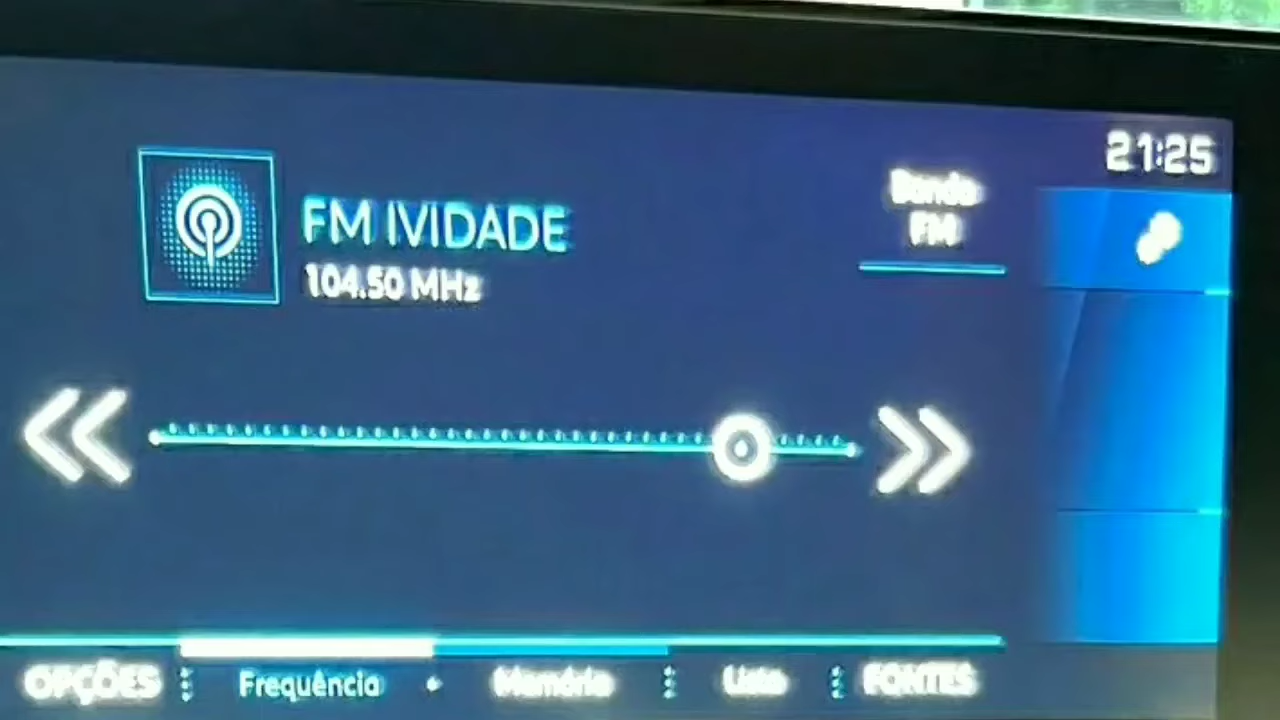 21:25
Banda
FM
FM IVIDADE
104.50 MHz
OPÇÕES
Frequência
Memória
Lista
FONTES